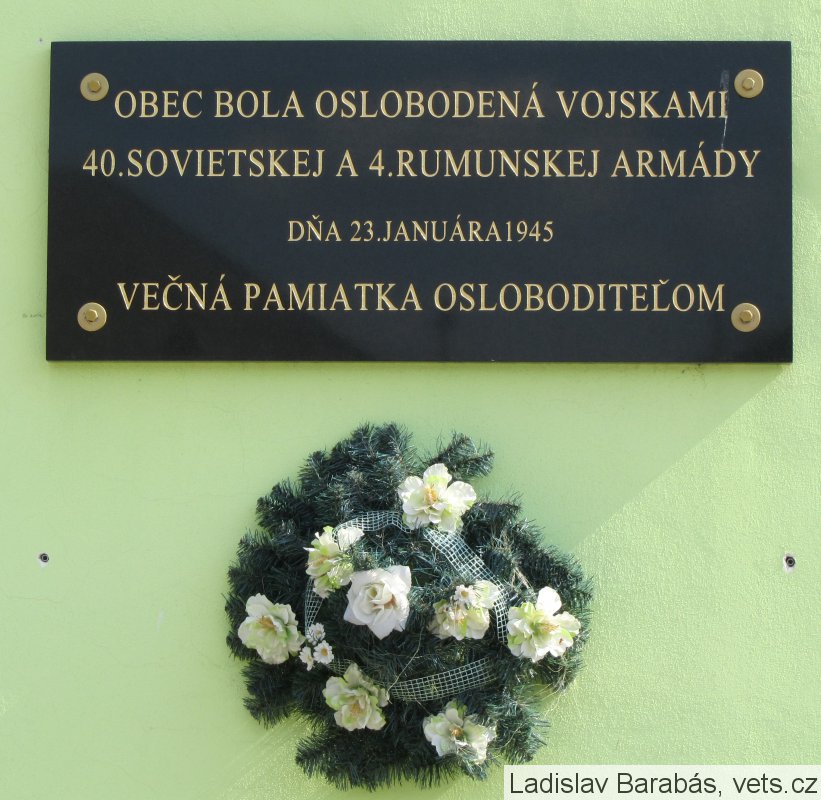 OBEC BOLA OSLOBODENÁ VOJSKAMI
40.SOVIETSKEJ A 4.RUMUNSKEJ ARMÁDY
DŇA 23.JANUÁRA1945
VEČNÁ PAMIATKA OSLOBODITEĽOM
Ladislav Barabás, vets.cz